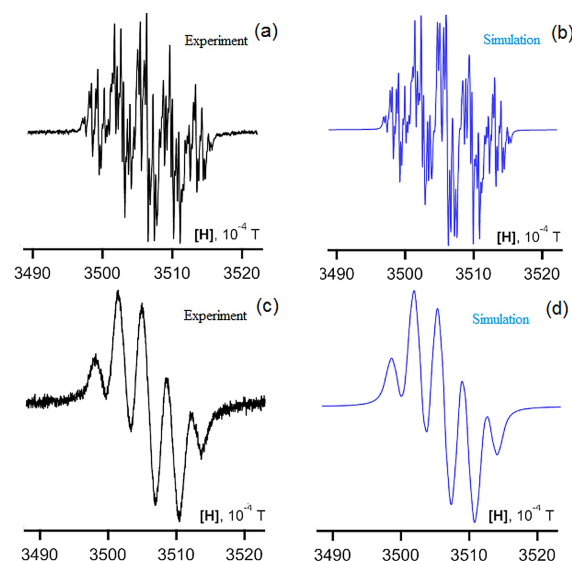 (a)
Experiment
[H], 10⁻⁴ T
3490 3500 3510 3520
(b)
Simulation
[H], 10⁻⁴ T
3490 3500 3510 3520
(c)
Experiment
[H], 10⁻⁴ T
3490 3500 3510 3520
(d)
Simulation
[H], 10⁻⁴ T
3490 3500 3510 3520